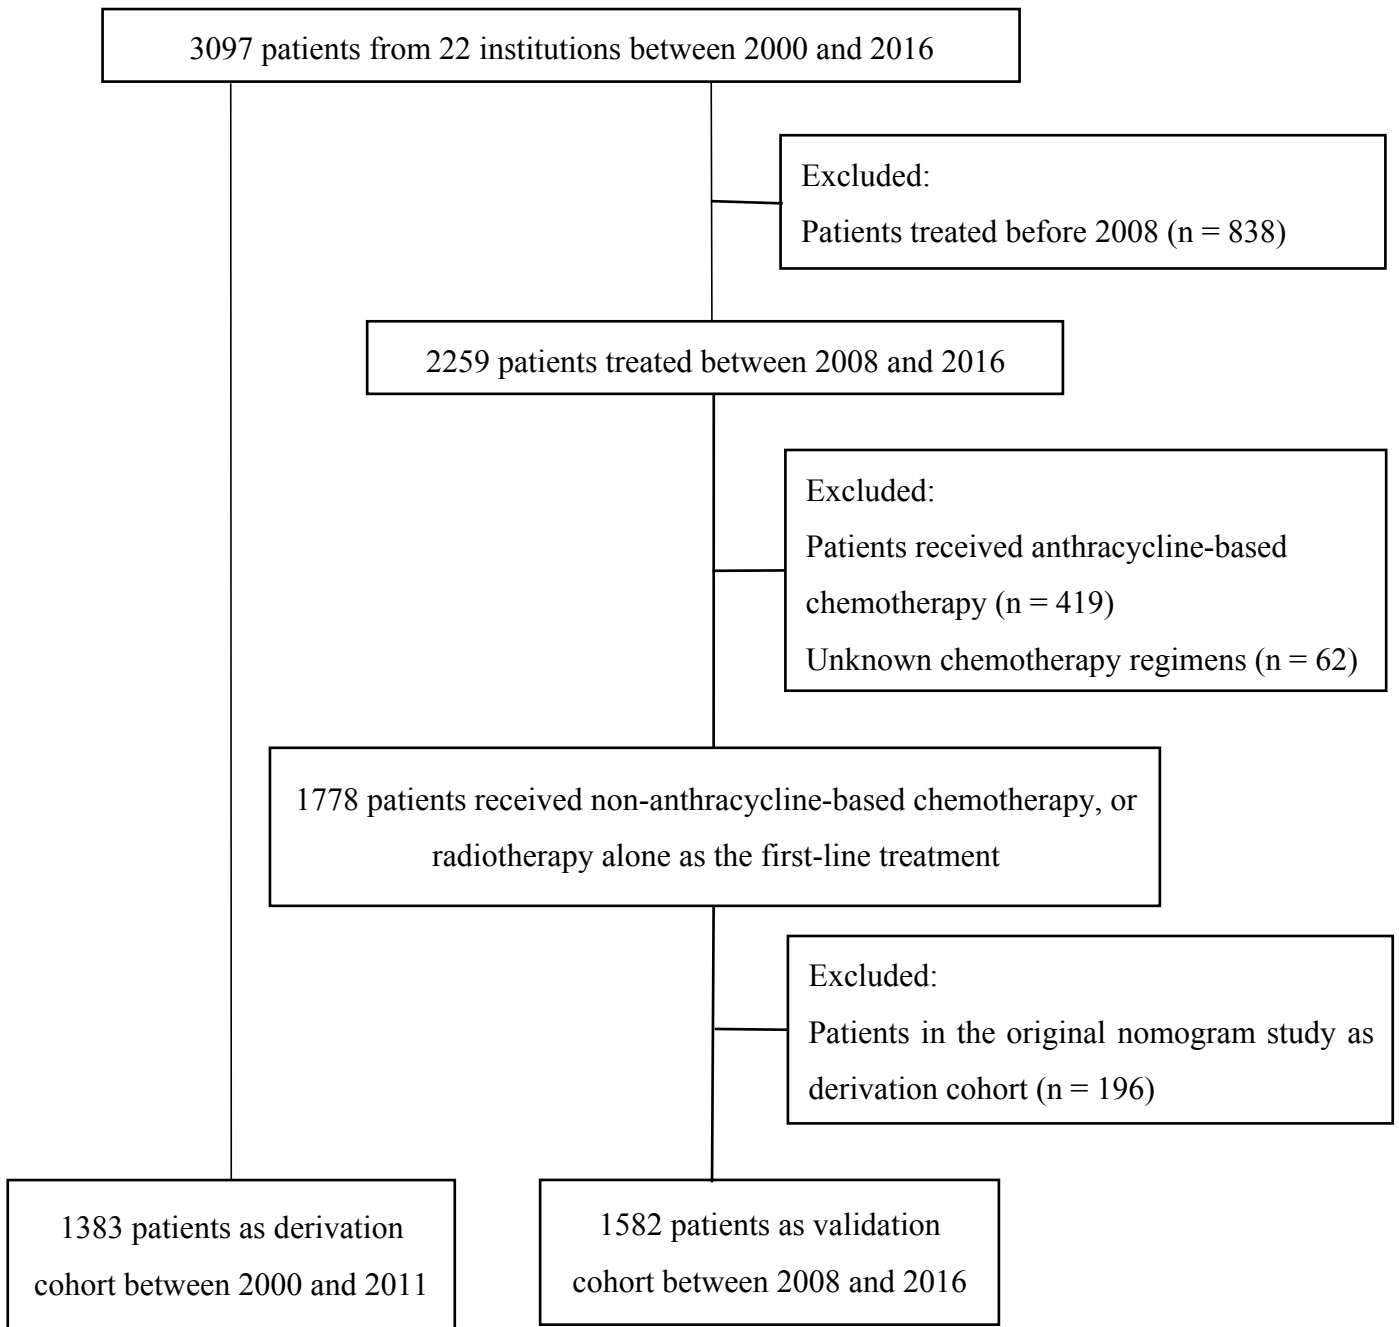 3097 patients from 22 institutions between 2000 and 2016
Excluded:
Patients treated before 2008 (n = 838)
2259 patients treated between 2008 and 2016
Excluded:
Patients received anthracycline-based
chemotherapy (n = 419)
Unknown chemotherapy regimens (n = 62)
1778 patients received non-anthracycline-based chemotherapy, or
radiotherapy alone as the first-line treatment
Excluded:
Patients in the original nomogram study as
derivation cohort (n = 196)
1383 patients as derivation
cohort between 2000 and 2011
1582 patients as validation
cohort between 2008 and 2016